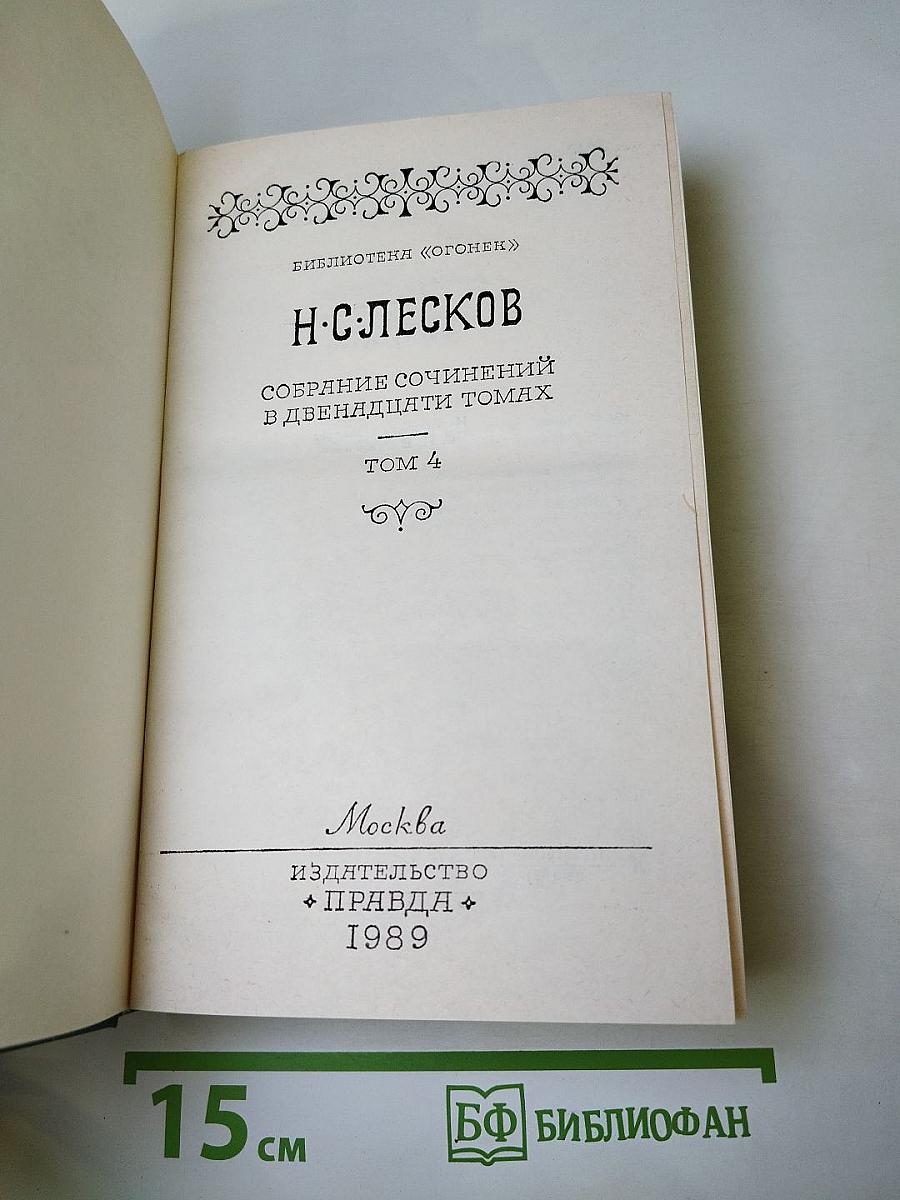 БИБЛИОТЕКА «ОГОНЕК»
Н·С·ЛЕСКОВ
СОБРАНИЕ СОЧИНЕНИЙ
В ДВЕНАДЦАТИ ТОМАХ
ТОМ 4
Москва
ИЗДАТЕЛЬСТВО
ПРАВДА
1989
15 см
БФ БИБЛИОФАН